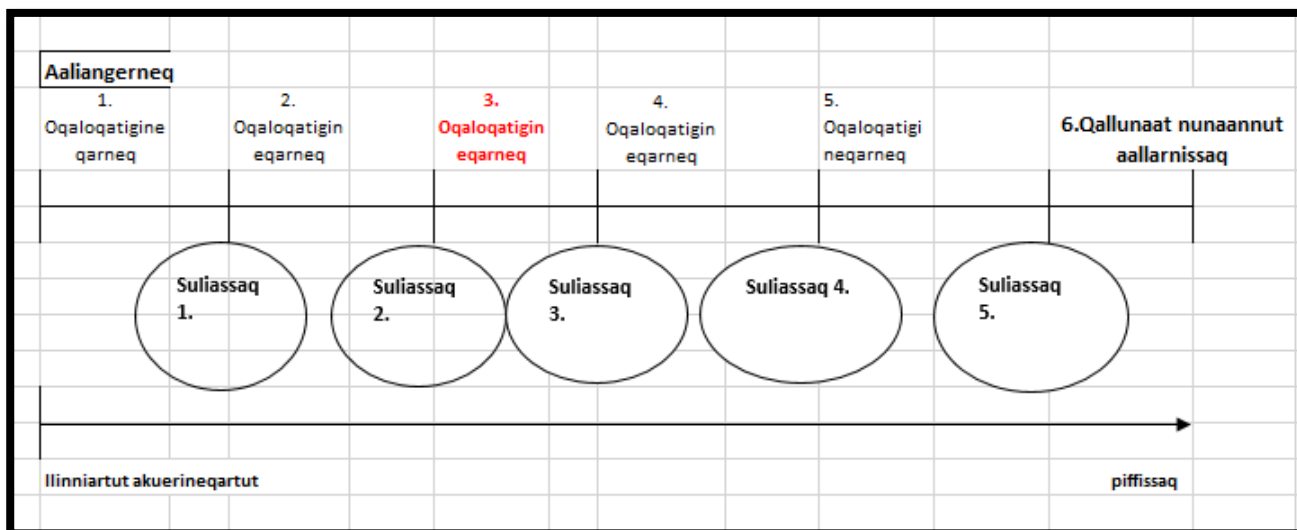 Aaliangerneq
1.
Oqaloqatigine
qarneq
2.
Oqaloqatigin
eqarneq
3.
Oqaloqatigin
eqarneq
4.
Oqaloqatigin
eqarneq
5.
Oqaloqatigi
neqarneq
6.Qallunaat nunaannut
aallarnissaq
Suliassaq
1.
Suliassaq
2.
Suliassaq
3.
Suliassaq 4.
Suliassaq
5.
Ilinniartut akuerineqartut
piffissaq